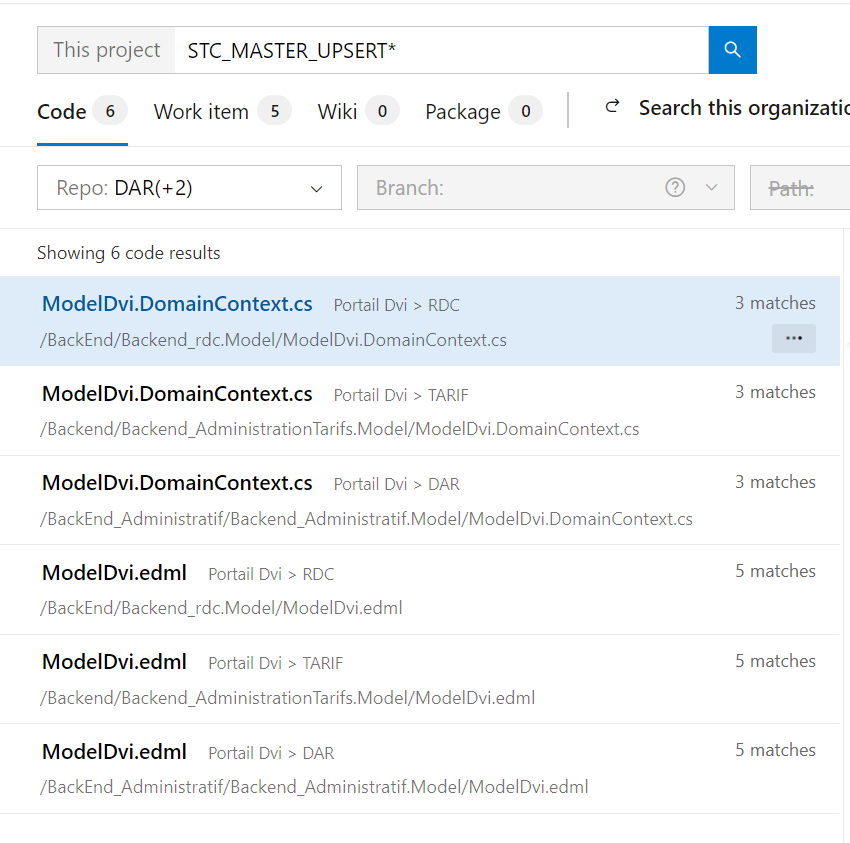 This project STC_MASTER_UPSERT*
Code 6 Work item 5 Wiki 0 Package 0 Search this organizatio
Repo: DAR(+2) Branch: ? Path:
Showing 6 code results
ModelDvi.DomainContext.cs Portail Dvi > RDC 3 matches
/BackEnd/Backend_rdc.Model/ModelDvi.DomainContext.cs
ModelDvi.DomainContext.cs Portail Dvi > TARIF 3 matches
/Backend/Backend_AdministrationTarifs.Model/ModelDvi.DomainContext.cs
ModelDvi.DomainContext.cs Portail Dvi > DAR 3 matches
/BackEnd_Administratif/Backend_Administratif.Model/ModelDvi.DomainContext.cs
ModelDvi.edml Portail Dvi > RDC 5 matches
/BackEnd/Backend_rdc.Model/ModelDvi.edml
ModelDvi.edml Portail Dvi > TARIF 5 matches
/Backend/Backend_AdministrationTarifs.Model/ModelDvi.edml
ModelDvi.edml Portail Dvi > DAR 5 matches
/BackEnd_Administratif/Backend_Administratif.Model/ModelDvi.edml